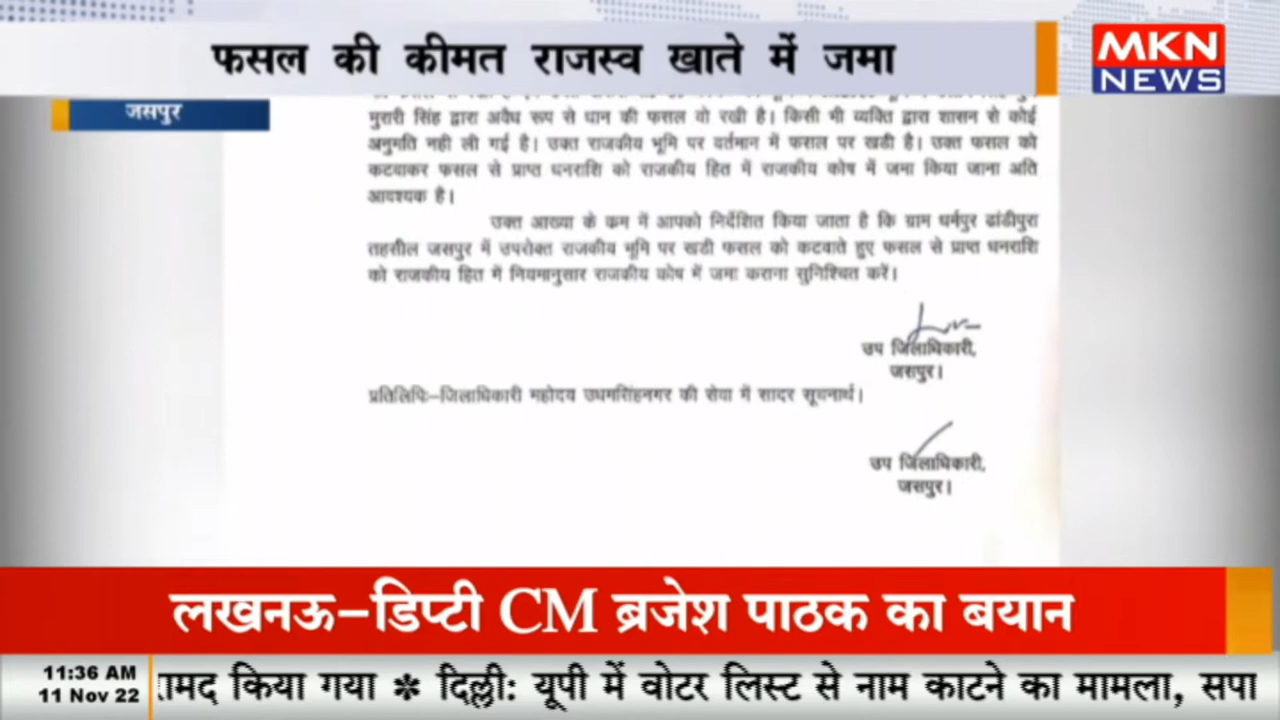 फसल की कीमत राजस्व खाते में जमा
MKN
NEWS
जसपुर
मुरारी सिंह द्वारा अवैध रूप से धान की फसल वो रखी है। किसी भी व्यक्ति द्वारा शासन से कोई
अनुमति नही ली गई है। उक्त राजकीय भूमि पर वर्तमान में फसल पर खडी है। उक्त फसल को
कटवाकर फसल से प्राप्त धनराशि को राजकीय हित में राजकीय कोष में जमा किया जाना अति
आवश्यक है।
उक्त आख्या के कम में आपको निर्देशित किया जाता है कि ग्राम धर्मपुर ढांडीपुरा
तहसील जसपुर में उपरोक्त राजकीय भूमि पर खडी फसल को कटवाते हुए फसल से प्राप्त धनराशि
को राजकीय हित में नियमानुसार राजकीय कोष में जमा कराना सुनिश्चित करें।
उप जिलाधिकारी,
जसपुर।
प्रतिलिपिः-जिलाधिकारी महोदय उधमसिंहनगर की सेवा में सादर सूचनार्थ।
उप जिलाधिकारी,
जसपुर।
लखनऊ-डिप्टी CM ब्रजेश पाठक का बयान
11:36 AM
11 Nov 22
ामद किया गया * दिल्ली: यूपी में वोटर लिस्ट से नाम काटने का मामला, सपा